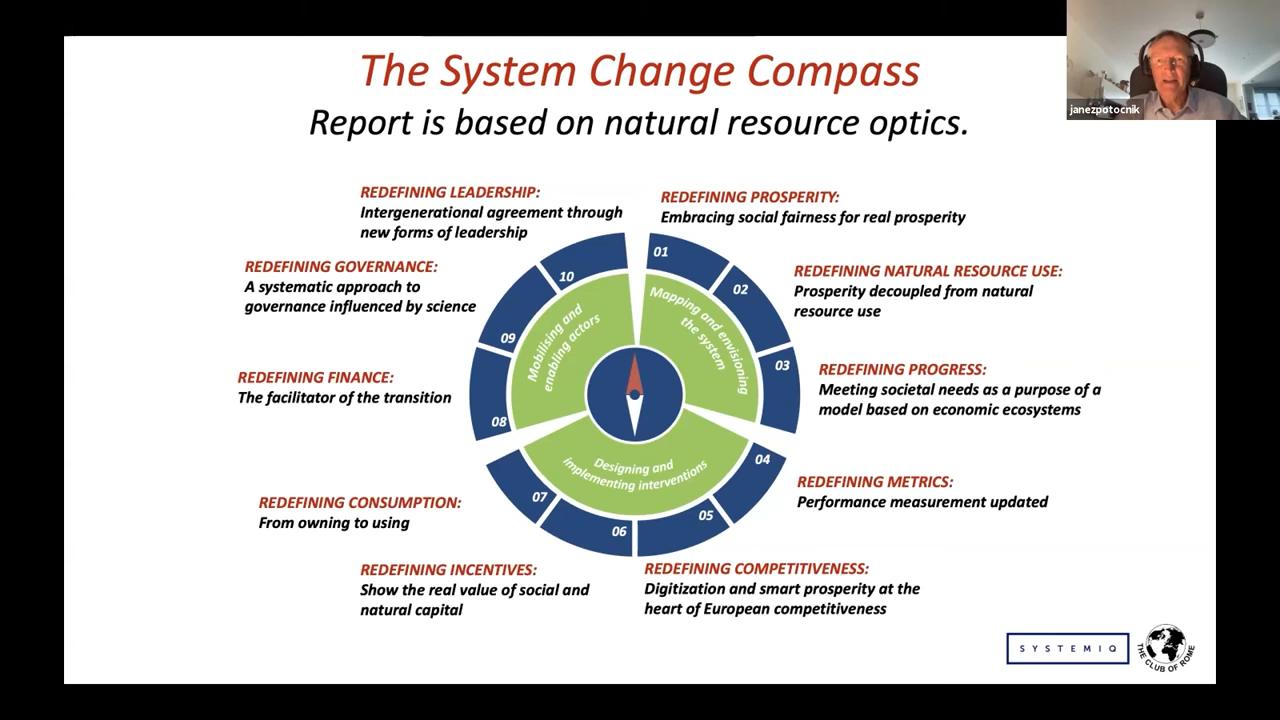 The System Change Compass
Report is based on natural resource optics.
janezpotocnik
REDEFINING LEADERSHIP:
Intergenerational agreement through
new forms of leadership
REDEFINING PROSPERITY:
Embracing social fairness for real prosperity
REDEFINING GOVERNANCE:
A systematic approach to
governance influenced by science
REDEFINING NATURAL RESOURCE USE:
Prosperity decoupled from natural
resource use
REDEFINING FINANCE:
The facilitator of the transition
REDEFINING PROGRESS:
Meeting societal needs as a purpose of a
model based on economic ecosystems
REDEFINING CONSUMPTION:
From owning to using
REDEFINING METRICS:
Performance measurement updated
REDEFINING INCENTIVES:
Show the real value of social and
natural capital
REDEFINING COMPETITIVENESS:
Digitization and smart prosperity at the
heart of European competitiveness
01
02
03
04
05
06
07
08
09
10
Mapping and envisioning
the system
Designing and
implementing interventions
Mobilising and
enabling actors
SYSTEMIQ
THE CLUB OF ROME